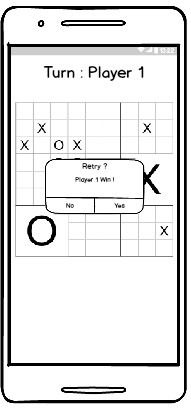 Turn : Player 1
X X
X O X
Retry ?
Player 1 Win !
No Yes
X
O X